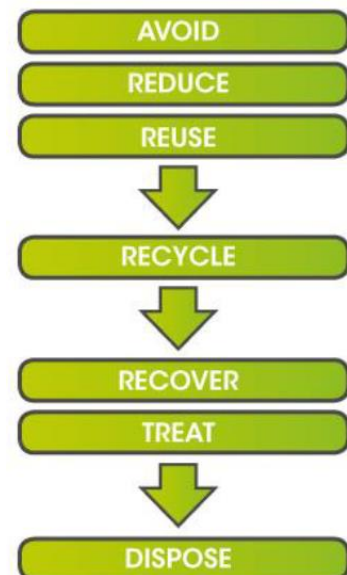 AVOID
REDUCE
REUSE
RECYCLE
RECOVER
TREAT
DISPOSE